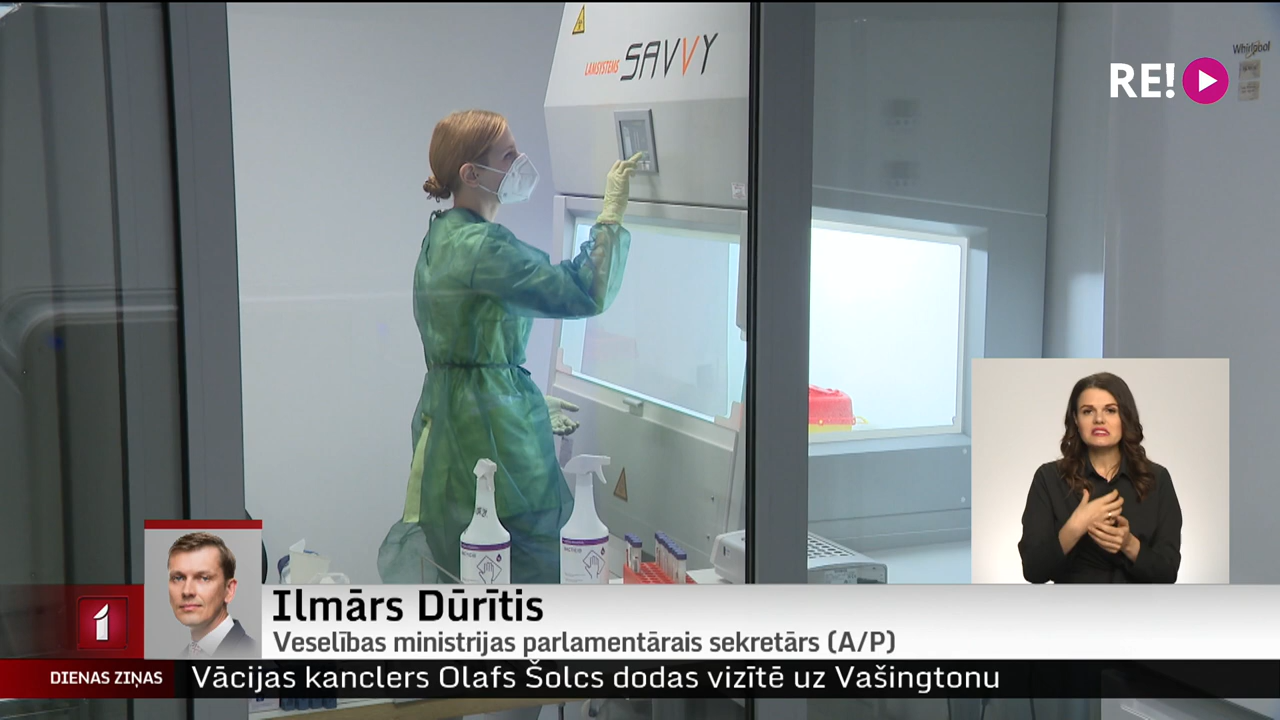 LAMSYSTEMS SAVVY
Whirlpool
RE!
Ilmārs Dūrītis
Veselības ministrijas parlamentārais sekretārs (A/P)
1
DIENAS ZIŅAS
Vācijas kanclers Olafs Šolcs dodas vizītē uz Vašingtonu